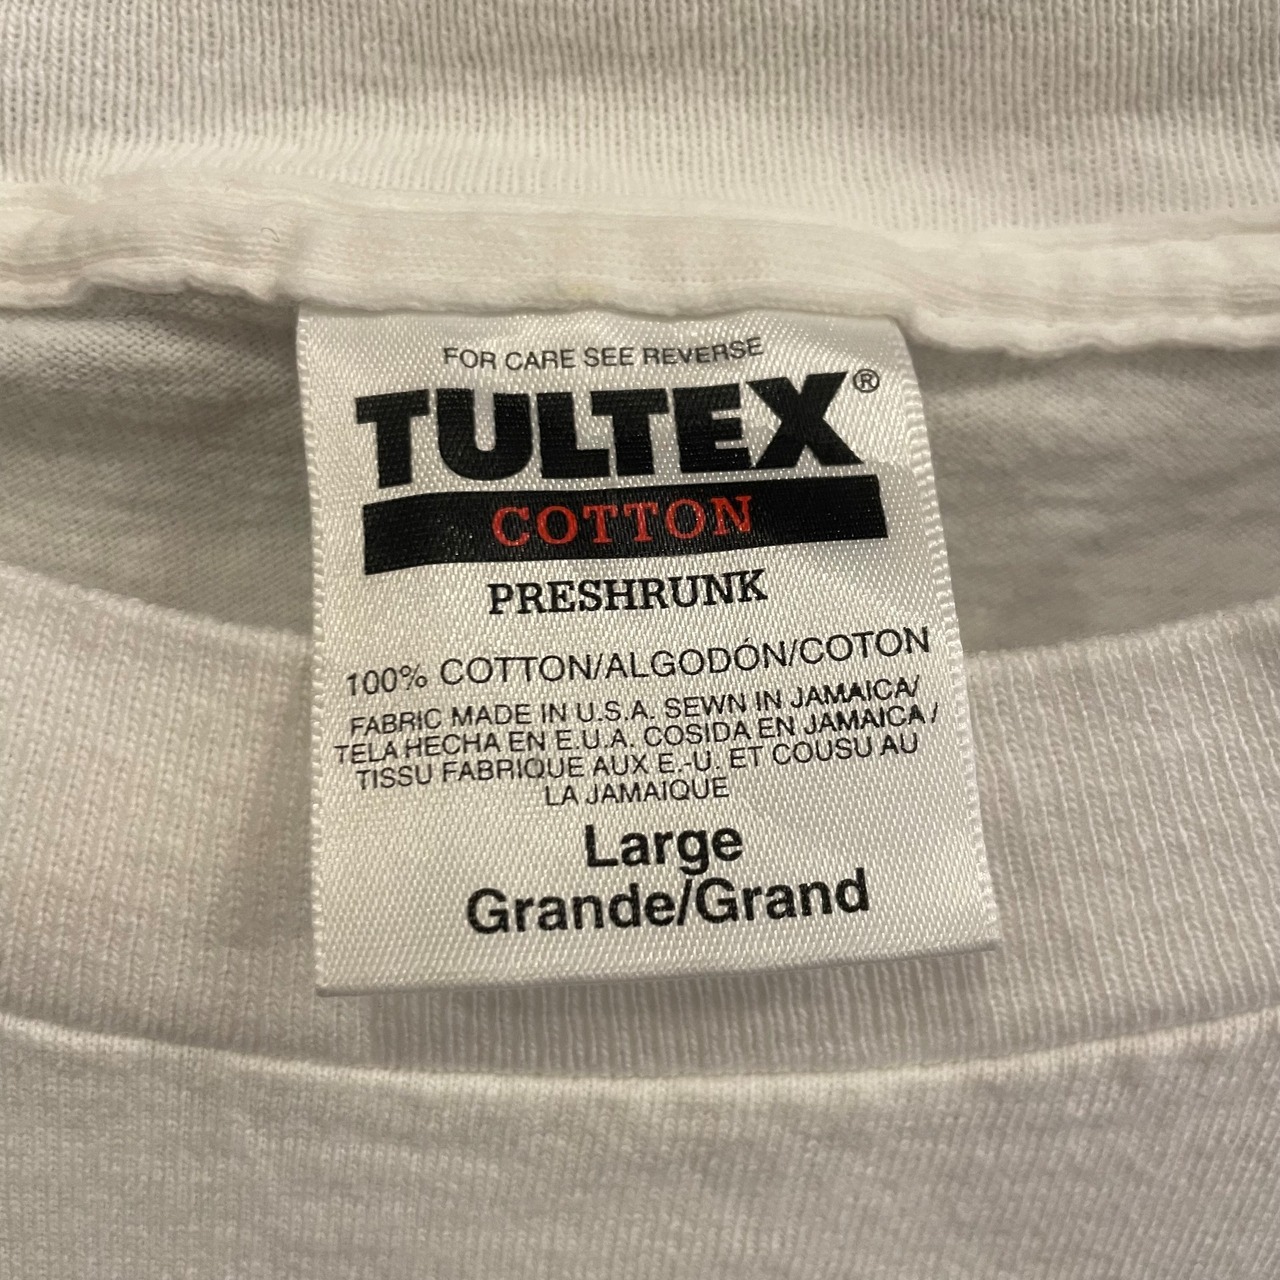 FOR CARE SEE REVERSE
TULTEX®
COTTON
PRESHRUNK
100% COTTON/ALGODÓN/COTON
FABRIC MADE IN U.S.A. SEWN IN JAMAICA/
TELA HECHA EN E.U.A. COSIDA EN JAMAICA /
TISSU FABRIQUE AUX E.-U. ET COUSU AU
LA JAMAIQUE
Large
Grande/Grand